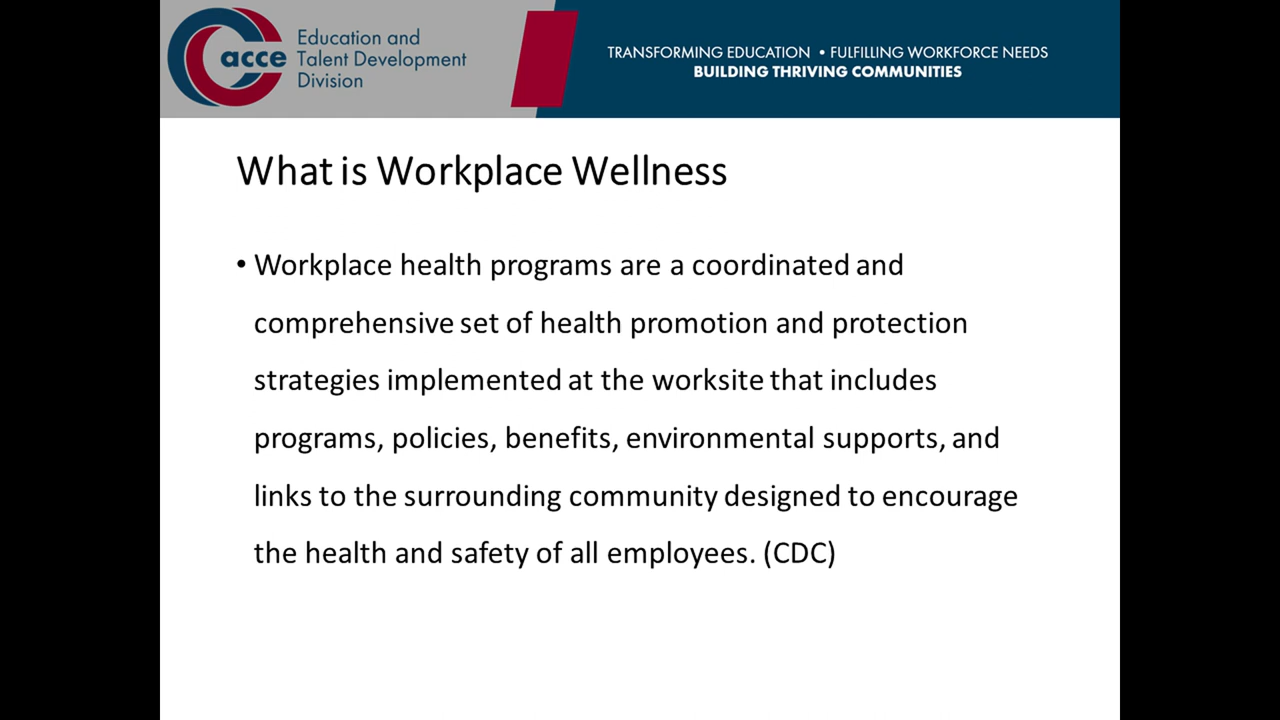 acce
Education and
Talent Development
Division
TRANSFORMING EDUCATION • FULFILLING WORKFORCE NEEDS
BUILDING THRIVING COMMUNITIES
What is Workplace Wellness
• Workplace health programs are a coordinated and
comprehensive set of health promotion and protection
strategies implemented at the worksite that includes
programs, policies, benefits, environmental supports, and
links to the surrounding community designed to encourage
the health and safety of all employees. (CDC)